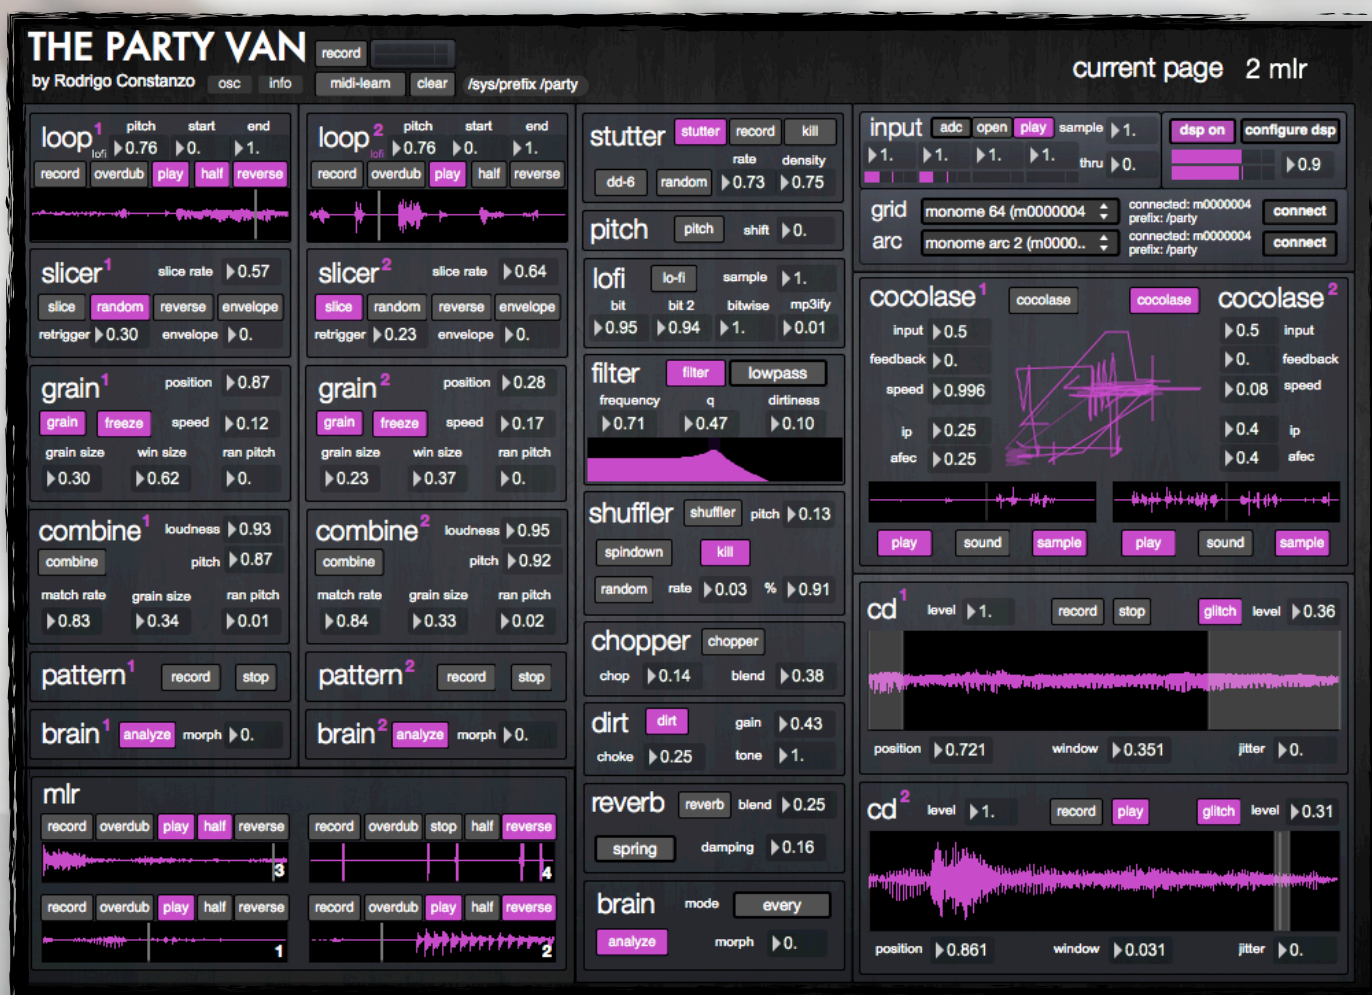 THE PARTY VAN
record
by Rodrigo Constanzo osc info midi-learn clear /sys/prefix /party
current page 2 mlr
loop 1 lofi pitch 0.76 start 0. end 1.
record overdub play half reverse
loop 2 lofi pitch 0.76 start 0. end 1.
record overdub play half reverse
slicer 1 slice rate 0.57
slice random reverse envelope
retrigger 0.30 envelope 0.
slicer 2 slice rate 0.64
slice random reverse envelope
retrigger 0.23 envelope 0.
grain 1 position 0.87
grain freeze speed 0.12
grain size win size ran pitch
0.30 0.62 0.
grain 2 position 0.28
grain freeze speed 0.17
grain size win size ran pitch
0.23 0.37 0.
combine 1 loudness 0.93
combine pitch 0.87
match rate grain size ran pitch
0.83 0.34 0.01
combine 2 loudness 0.95
combine pitch 0.92
match rate grain size ran pitch
0.84 0.33 0.02
pattern 1 record stop
pattern 2 record stop
brain 1 analyze morph 0.
brain 2 analyze morph 0.
mlr
record overdub play half reverse
3
record overdub stop half reverse
4
record overdub play half reverse
1
record overdub play half reverse
2
stutter stutter record kill
rate density
dd-6 random 0.73 0.75
pitch pitch shift 0.
lofi lo-fi sample 1.
bit bit 2 bitwise mp3ify
0.95 0.94 1. 0.01
filter filter lowpass
frequency q dirtiness
0.71 0.47 0.10
shuffler shuffler pitch 0.13
spindown kill
random rate 0.03 % 0.91
chopper chopper
chop 0.14 blend 0.38
dirt dirt gain 0.43
choke 0.25 tone 1.
reverb reverb blend 0.25
spring damping 0.16
brain mode every
analyze morph 0.
input adc open play sample 1.
1. 1. 1. 1. thru 0.
dsp on configure dsp
0.9
grid monome 64 (m0000004 connected: m0000004 prefix: /party connect
arc monome arc 2 (m0000.. connected: m0000004 prefix: /party connect
cocolase 1 cocolase cocolase cocolase 2
input 0.5 0.5 input
feedback 0. 0. feedback
speed 0.996 0.08 speed
ip 0.25 0.4 ip
afec 0.25 0.4 afec
play sound sample play sound sample
cd 1 level 1. record stop glitch level 0.36
position 0.721 window 0.351 jitter 0.
cd 2 level 1. record play glitch level 0.31
position 0.861 window 0.031 jitter 0.